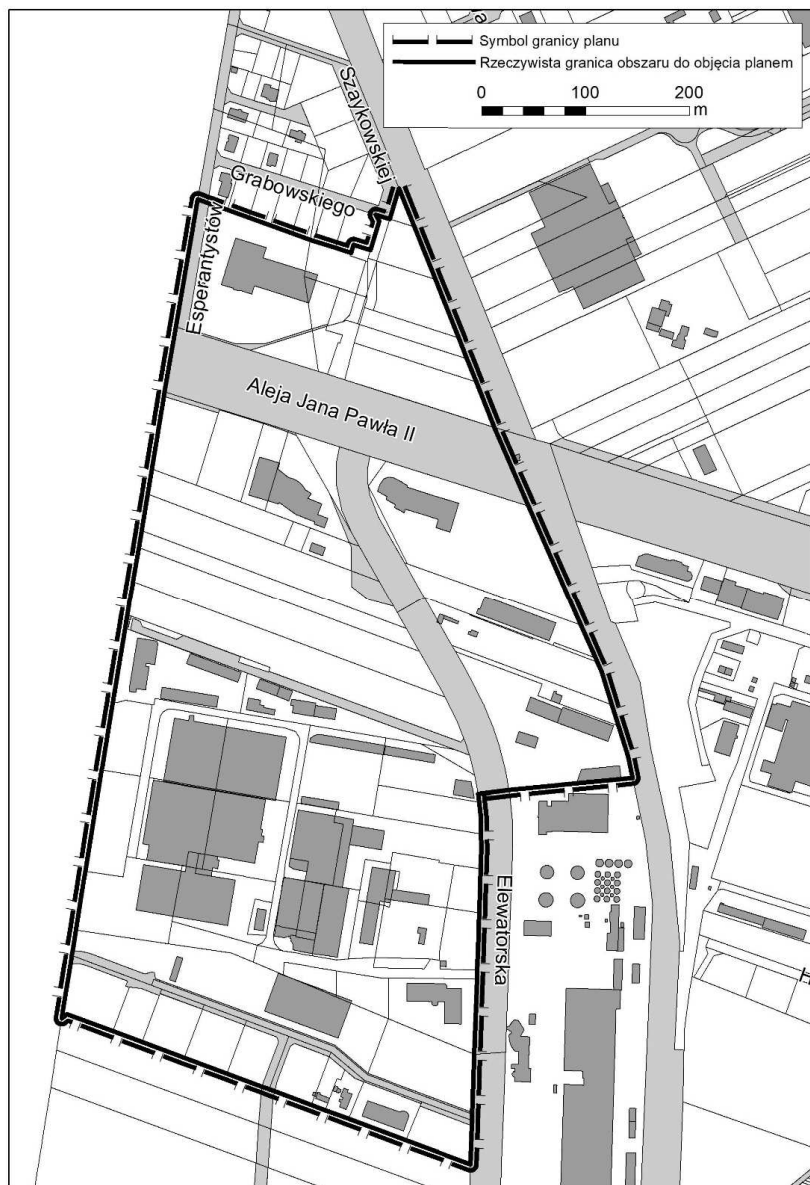 Symbol granicy planu
Rzeczywista granica obszaru do objęcia planem
0 100 200
m
Szaykowskiej
Grabowskiego
Esperantystów
Aleja Jana Pawła II
Elewatorska